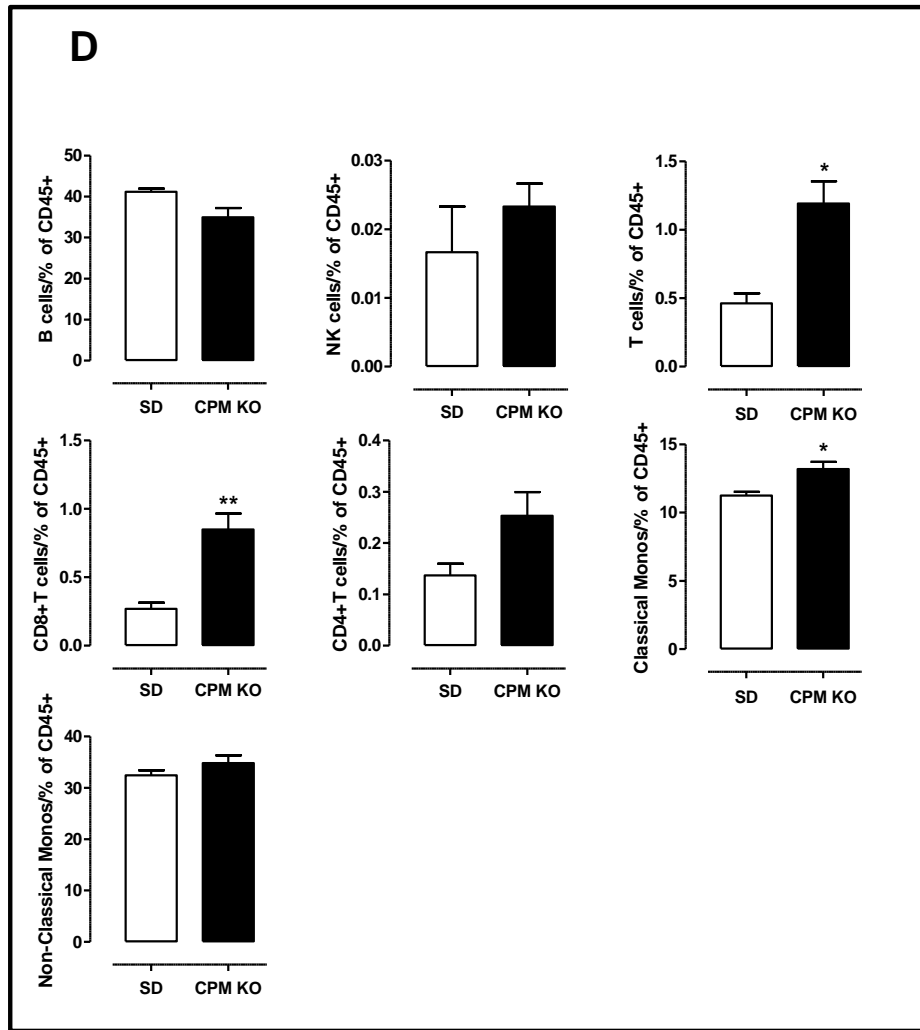 D
B cells/% of CD45+
50
40
30
20
10
0
SD
CPM KO
NK cells/% of CD45+
0.03
0.02
0.01
0.00
SD
CPM KO
T cells/% of CD45+
1.5
1.0
0.5
0.0
*
SD
CPM KO
CD8+T cells/% of CD45+
1.5
1.0
0.5
0.0
**
SD
CPM KO
CD4+T cells/% of CD45+
0.4
0.3
0.2
0.1
0.0
SD
CPM KO
Classical Monos/% of CD45+
15
10
5
0
*
SD
CPM KO
Non-Classical Monos/% of CD45+
40
30
20
10
0
SD
CPM KO